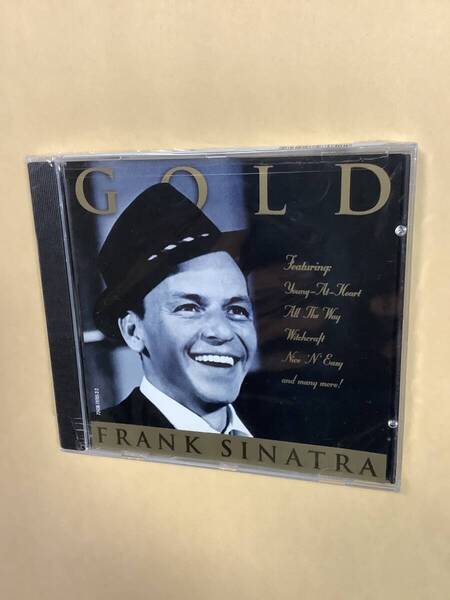 GOLD
Featuring:
Young-At-Heart
All The Way
Witchcraft
Nice 'N' Easy
and many more!
FRANK SINATRA